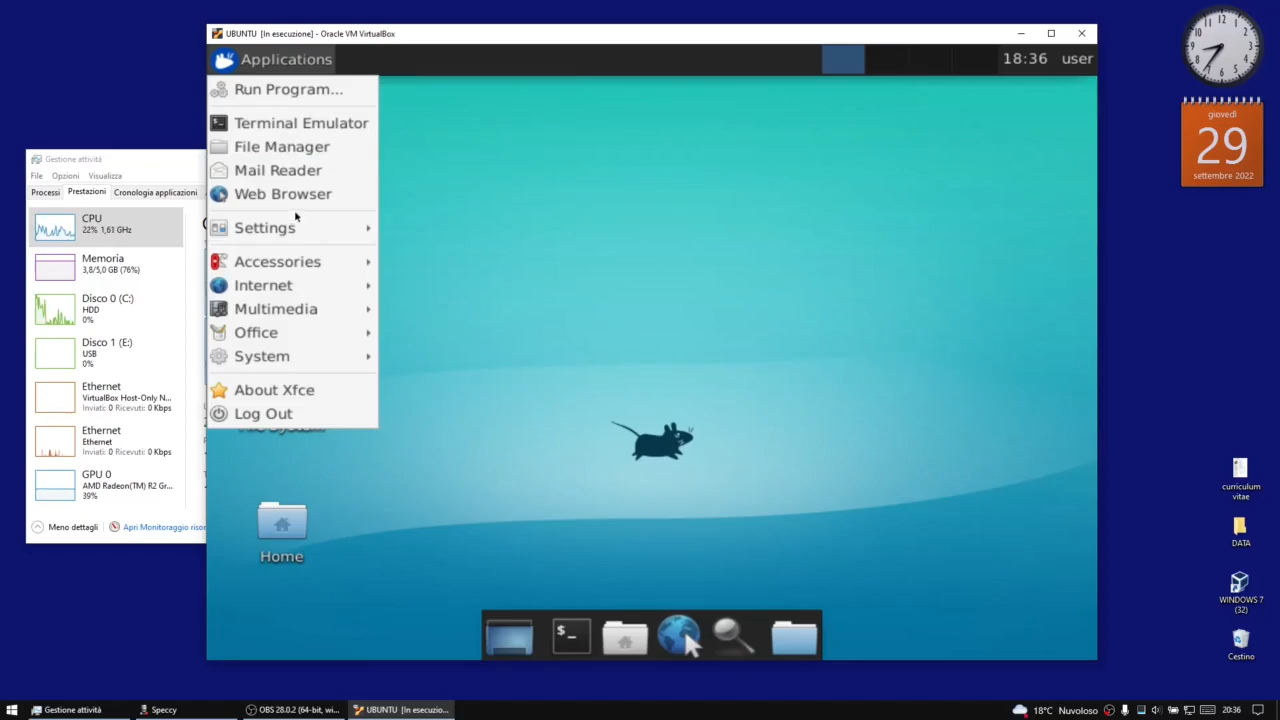 UBUNTU [In esecuzione] - Oracle VM VirtualBox
Applications
18:36 user
Run Program...
Terminal Emulator
File Manager
Mail Reader
Web Browser
Settings
Accessories
Internet
Multimedia
Office
System
About Xfce
Log Out
Home
Gestione attività
File Opzioni Visualizza
Processi Prestazioni Cronologia applicazioni
CPU
22% 1,61 GHz
Memoria
3,8/5,0 GB (76%)
Disco 0 (C:)
HDD
0%
Disco 1 (E:)
USB
0%
Ethernet
VirtualBox Host-Only N...
Inviati: 0 Ricevuti: 0 Kbps
Ethernet
Ethernet
Inviati: 0 Ricevuti: 0 Kbps
GPU 0
AMD Radeon(TM) R2 Gr...
39%
Meno dettagli
Apri Monitoraggio risor
giovedì
29
settembre 2022
curriculum
vitae
DATA
WINDOWS 7
(32)
Cestino
Gestione attività
Speccy
OBS 28.0.2 (64-bit, wi...
UBUNTU [In esecuzio...
18°C Nuvoloso
20:36